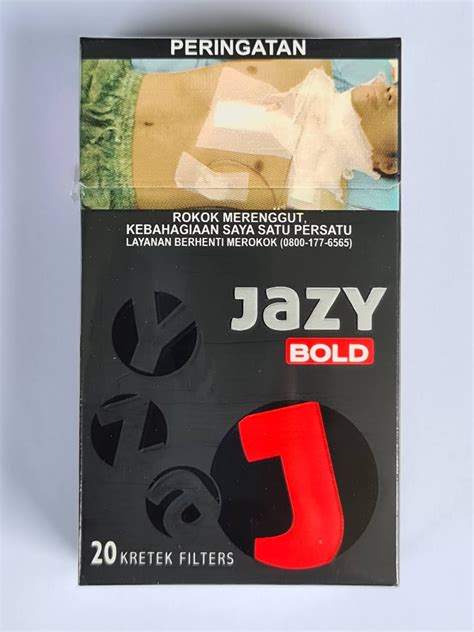 PERINGATAN
ROKOK MERENGGUT,
KEBAHAGIAAN SAYA SATU PERSATU
LAYANAN BERHENTI MEROKOK (0800-177-6565)
JaZY
BOLD
Y
Z
a
J
20 KRETEK FILTERS